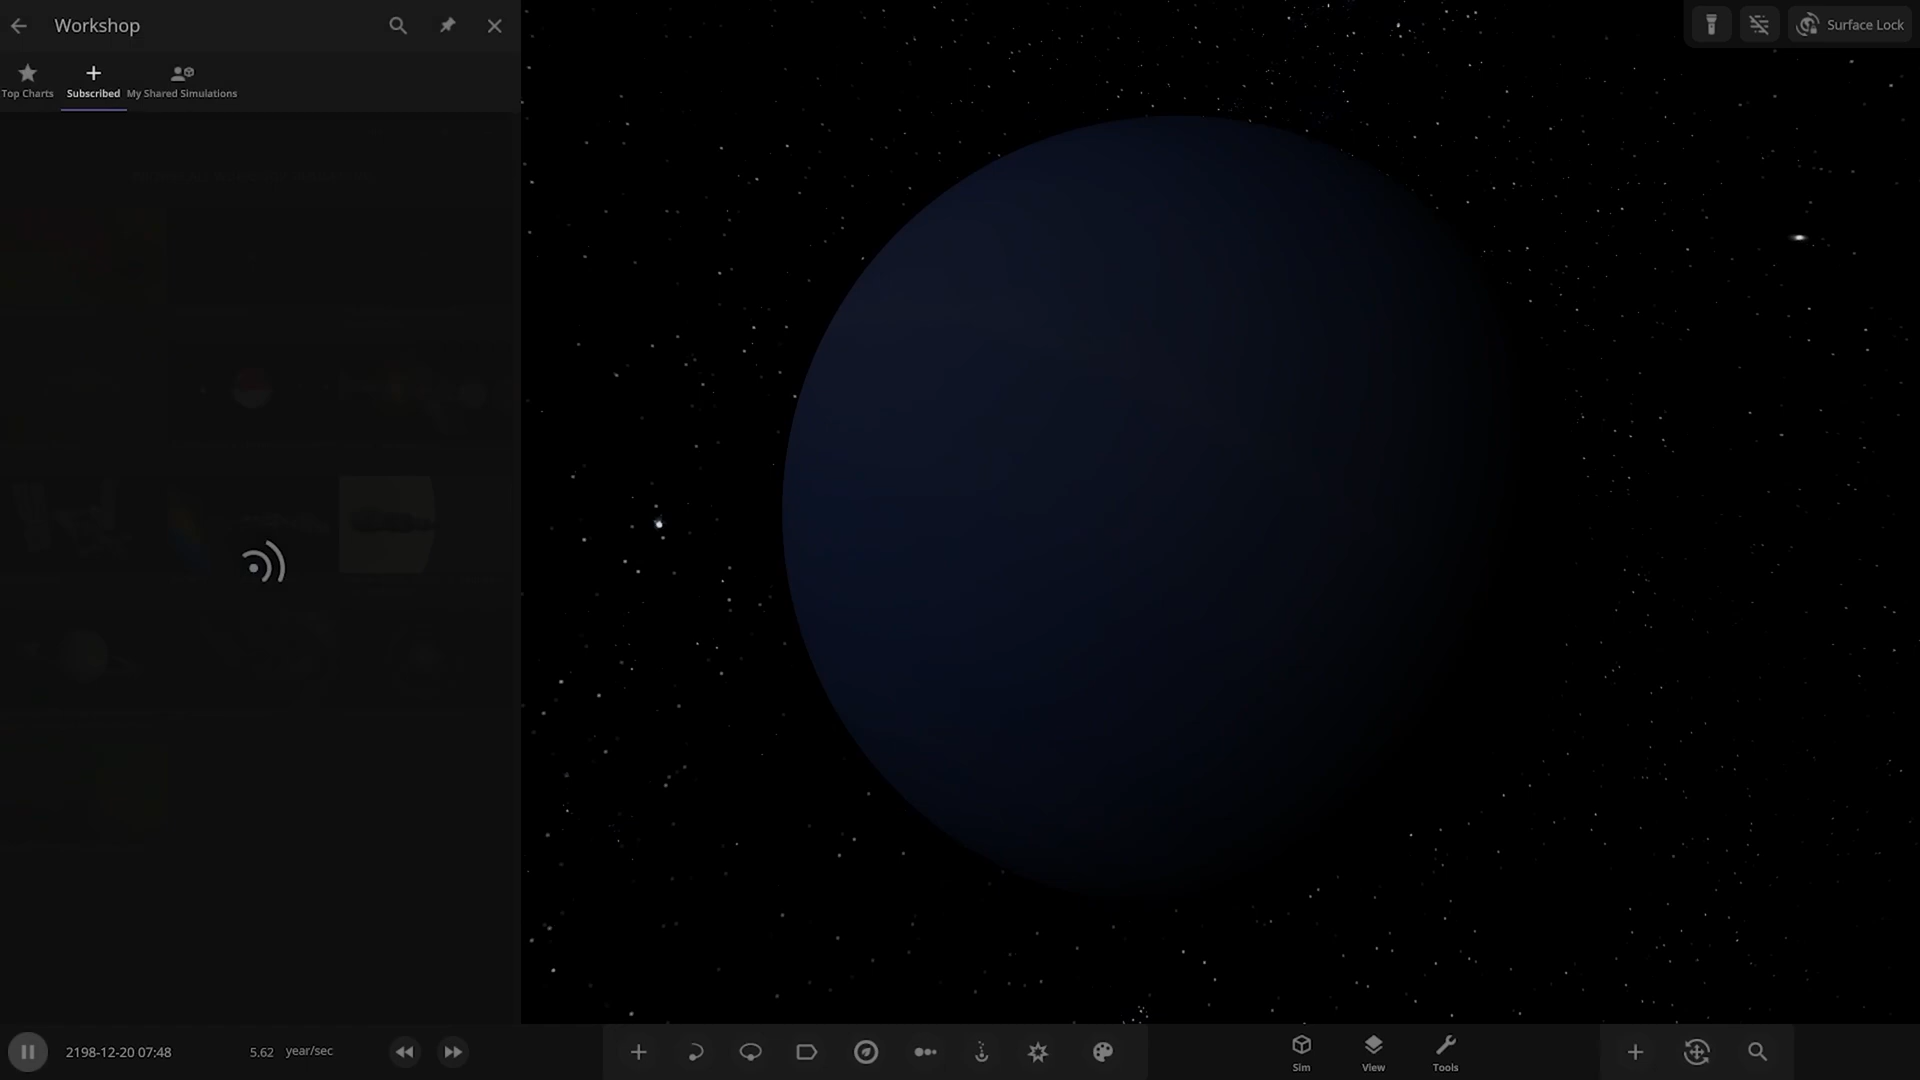 Workshop
Surface Lock
Top Charts
Subscribed
My Shared Simulations
2198-12-20 07:48
5.62 year/sec
Sim
View
Tools